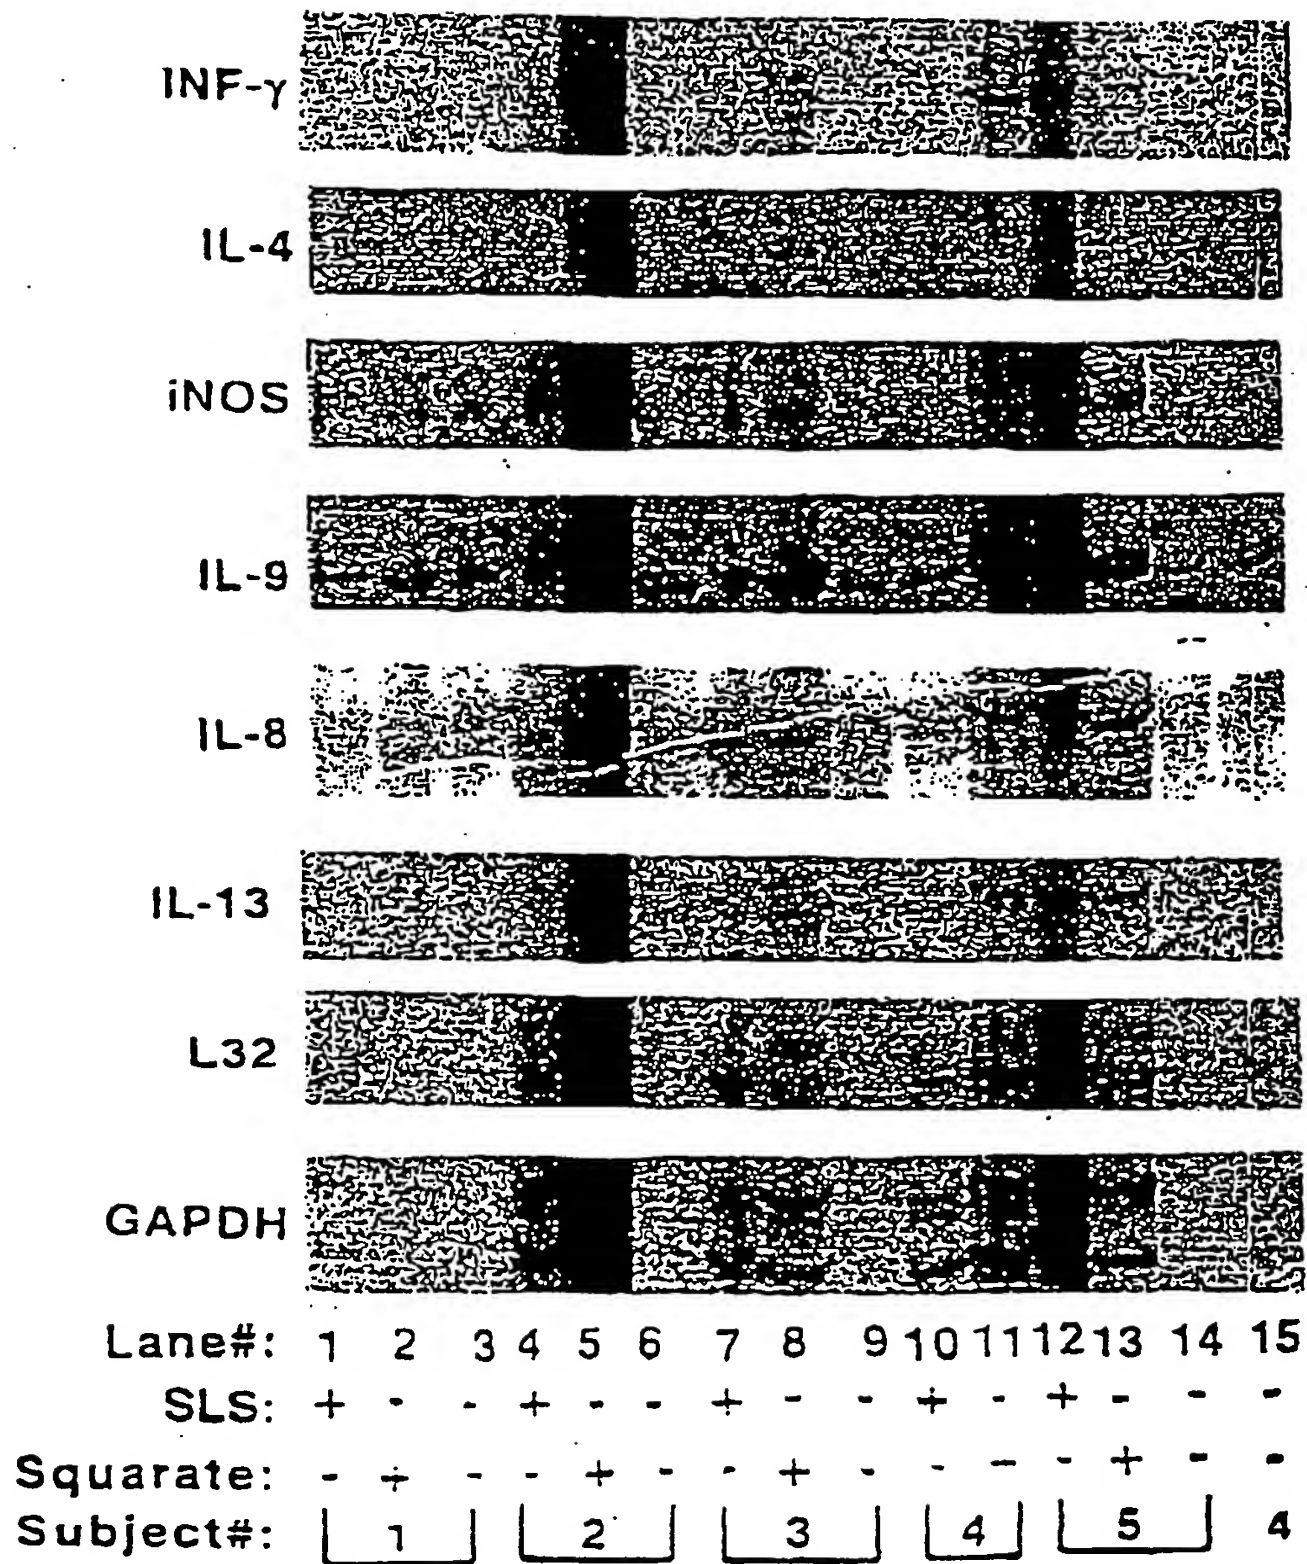 INF-γ
IL-4
iNOS
IL-9
IL-8
IL-13
L32
GAPDH
Lane#: 1 2 3 4 5 6 7 8 9 10 11 12 13 14 15
SLS: + - - + - - + - - + - + - - -
Squarate: - + - - + - - + - - - - + - -
Subject#: 1 2 3 4 5 4